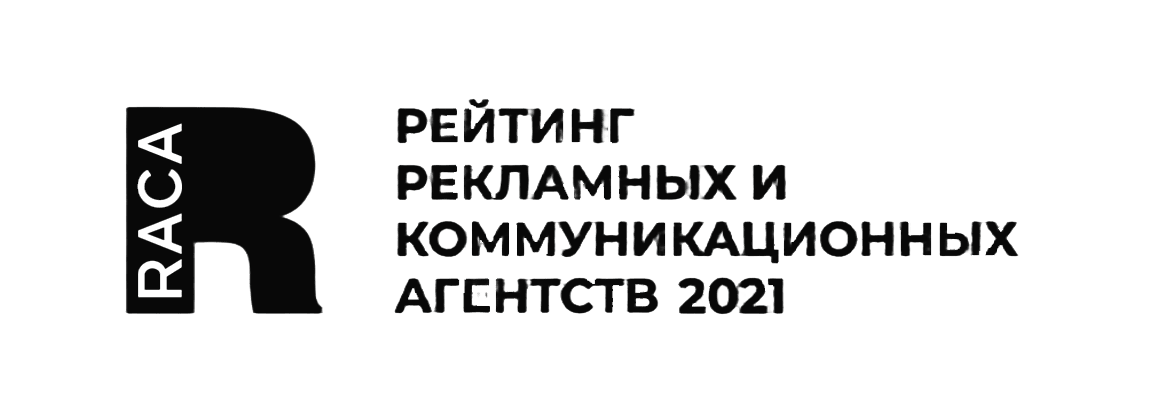 RACA
РЕЙТИНГ
РЕКЛАМНЫХ И
КОММУНИКАЦИОННЫХ
АГЕНТСТВ 2021